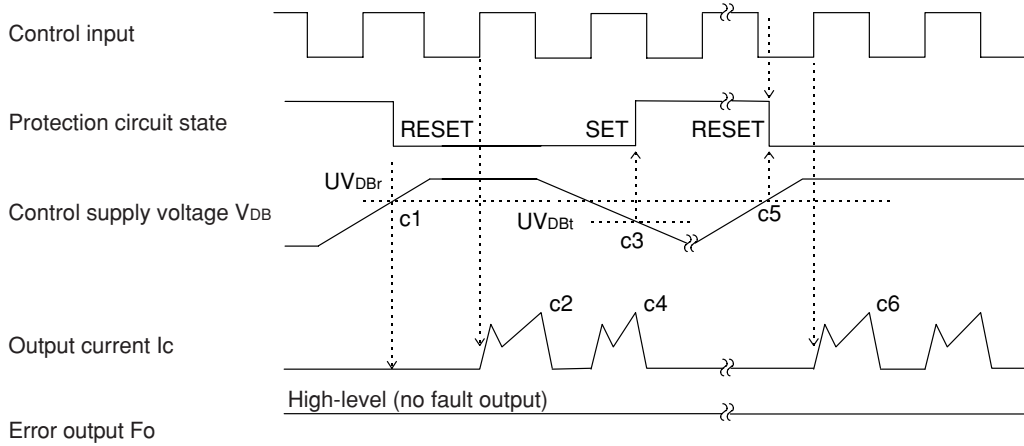 Control input
Protection circuit state
RESET
SET
RESET
UVDBr
Control supply voltage VDB
c1
UVDBt
c3
c5
c2
c4
c6
Output current Ic
High-level (no fault output)
Error output Fo